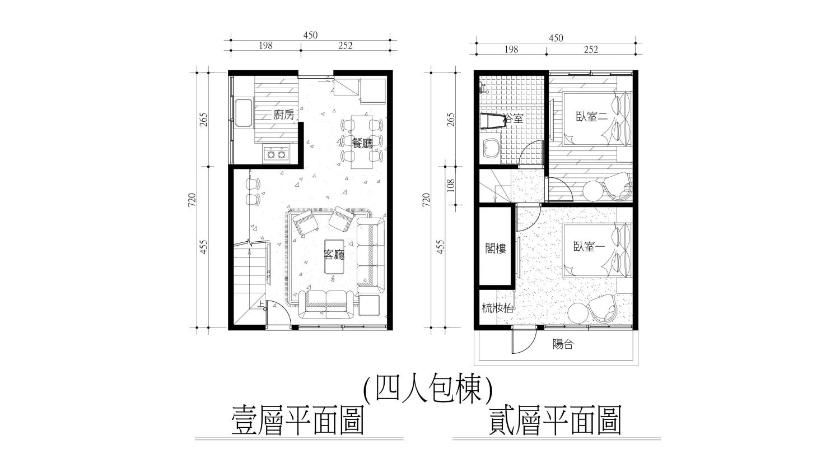 450
198 252
265
720
455
廚房
餐廳
客廳
450
198 252
265
108
720
455
浴室
臥室二
臥室一
閣樓
梳妝枱
陽台
(四人包棟)
壹層平面圖
貳層平面圖